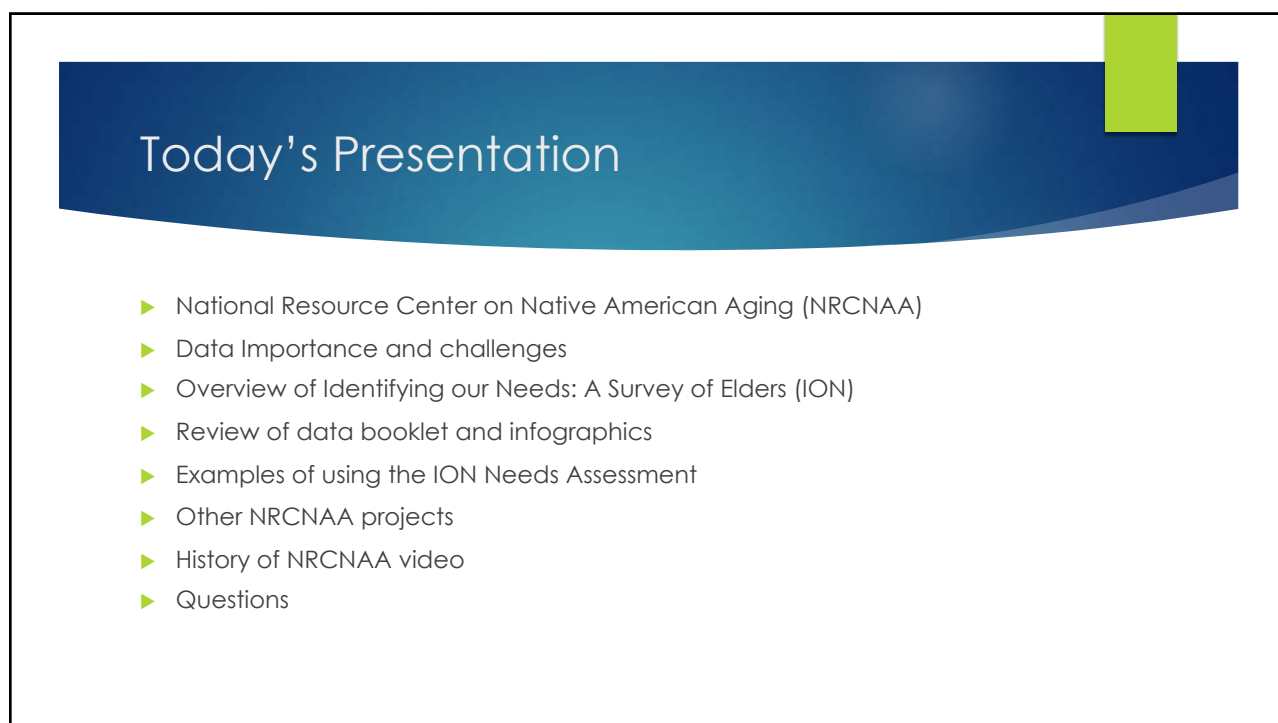 Today’s Presentation
National Resource Center on Native American Aging (NRCNAA)
Data Importance and challenges
Overview of Identifying our Needs: A Survey of Elders (ION)
Review of data booklet and infographics
Examples of using the ION Needs Assessment
Other NRCNAA projects
History of NRCNAA video
Questions